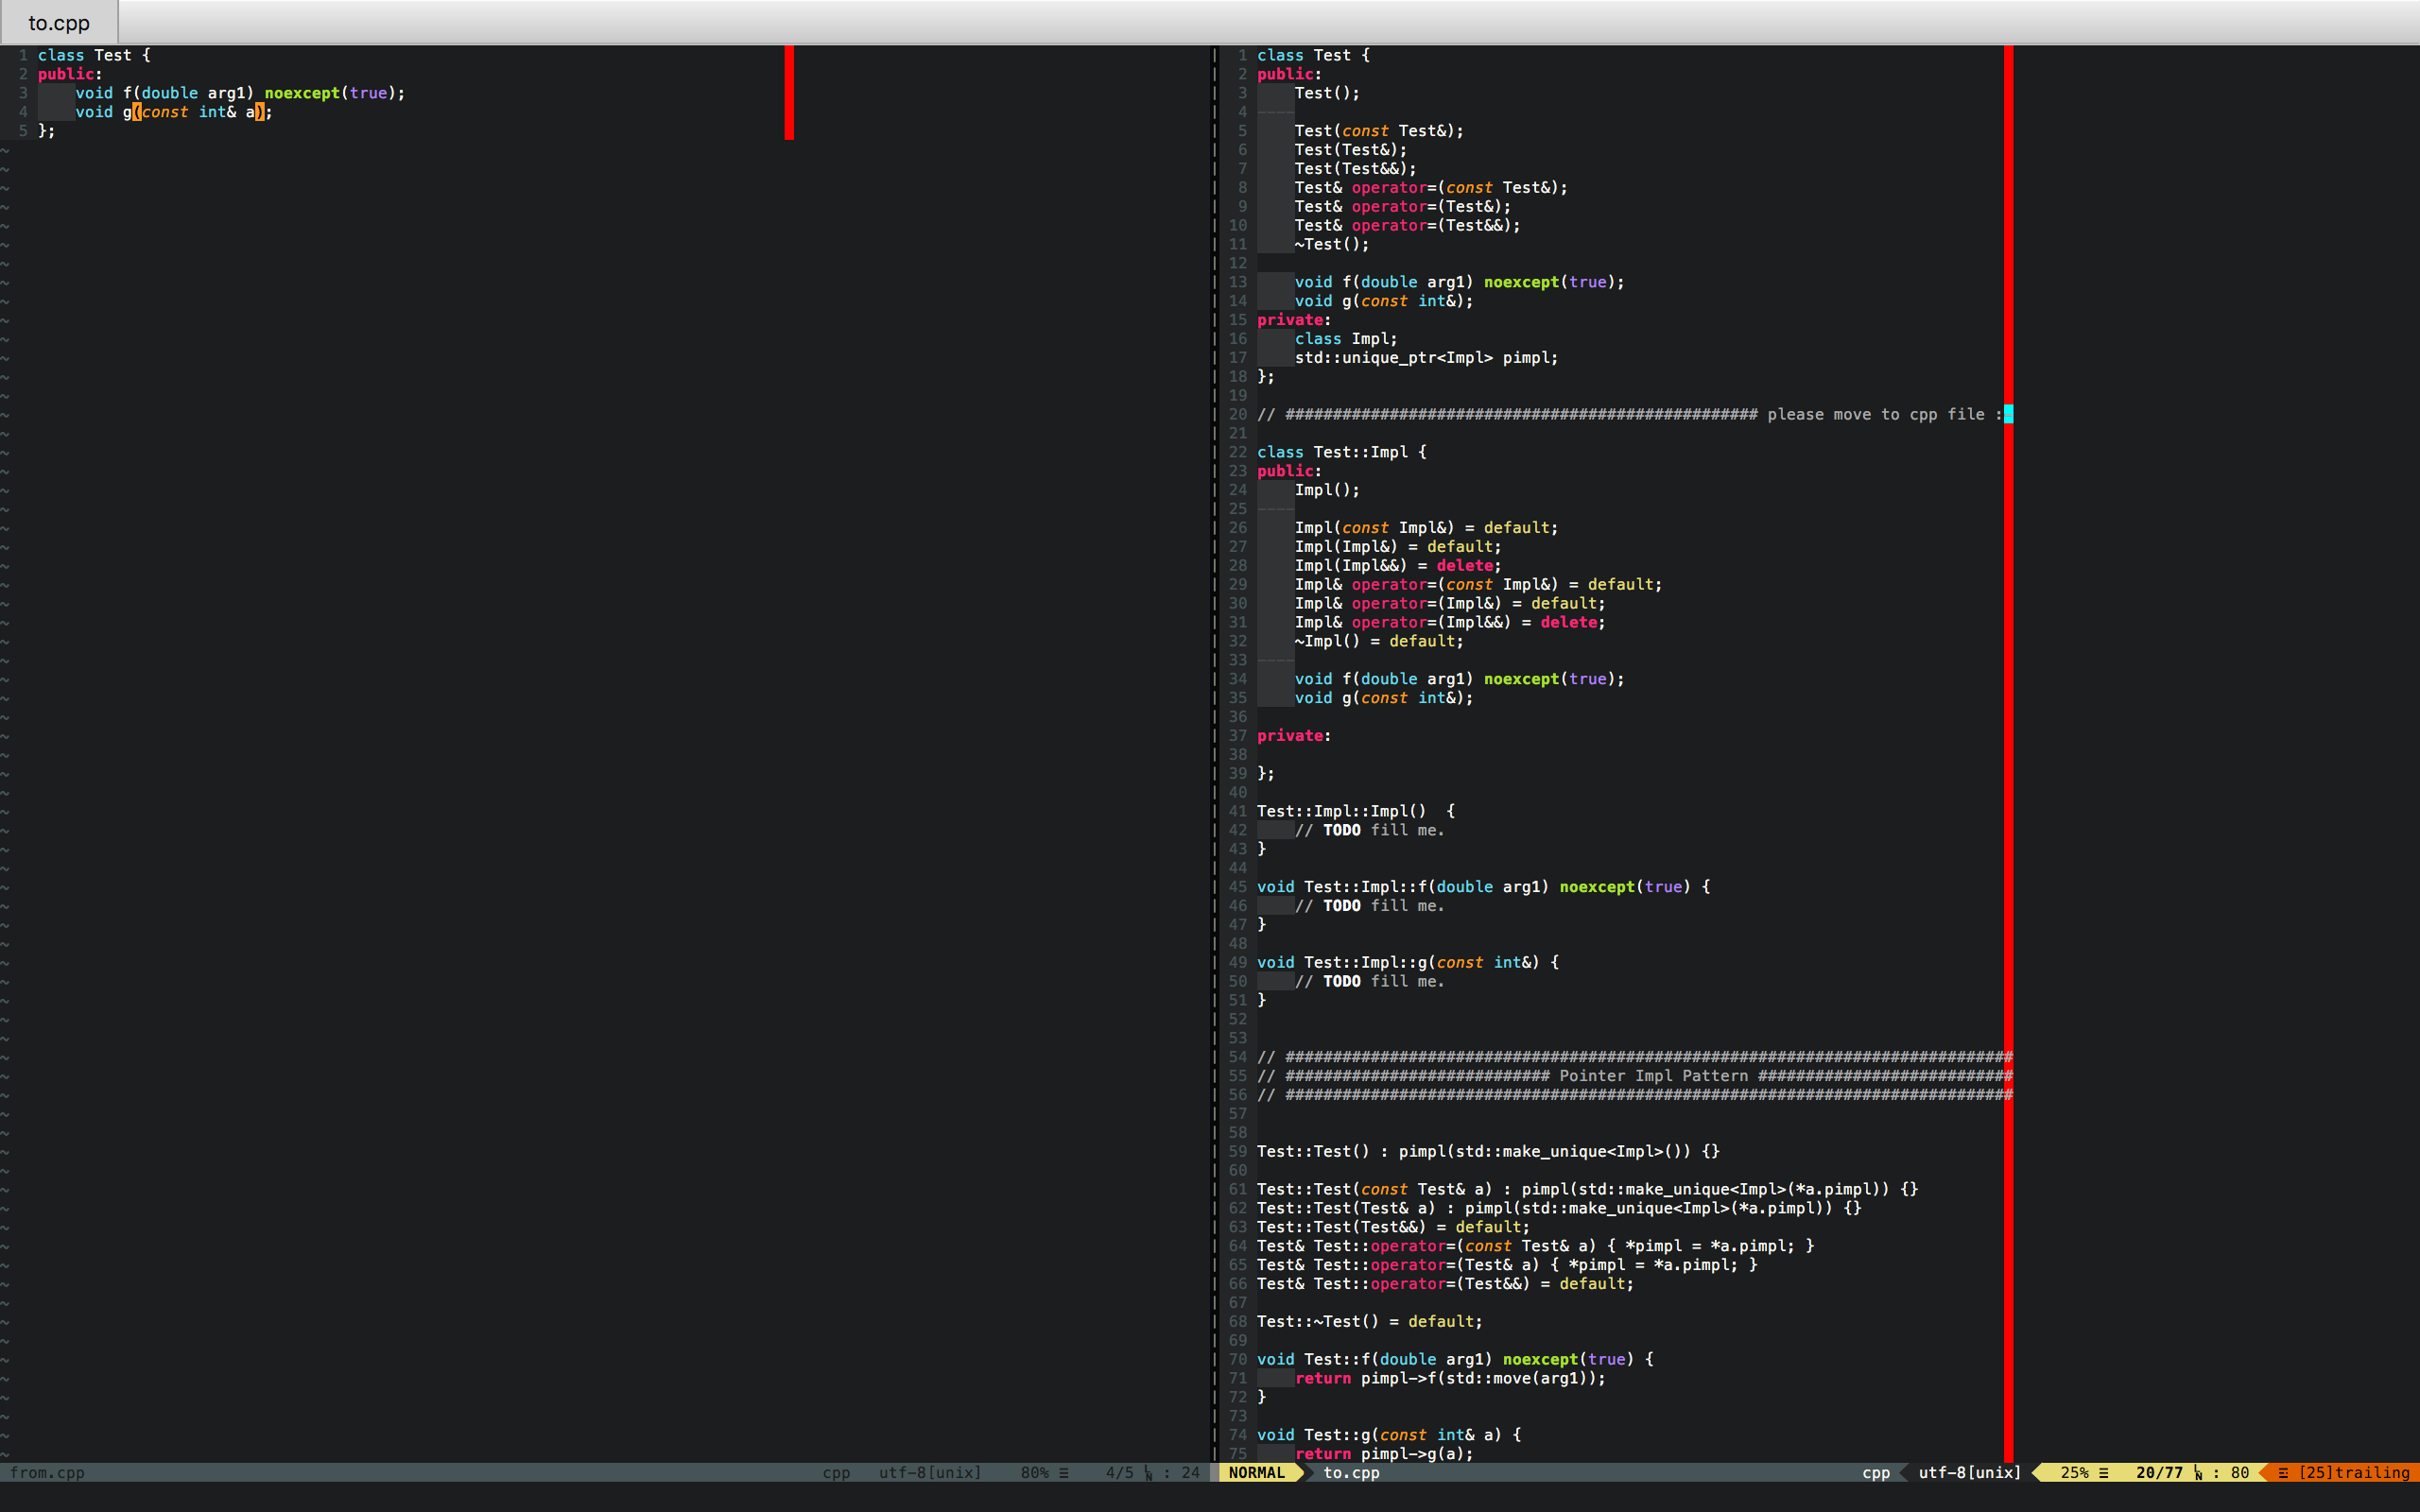 to.cpp
1 class Test {
2 public:
3     void f(double arg1) noexcept(true);
4     void g(const int& a);
5 };
1 class Test {
2 public:
3     Test();
4
5     Test(const Test&);
6     Test(Test&);
7     Test(Test&&);
8     Test& operator=(const Test&);
9     Test& operator=(Test&);
10     Test& operator=(Test&&);
11     ~Test();
12
13     void f(double arg1) noexcept(true);
14     void g(const int&);
15 private:
16     class Impl;
17     std::unique_ptr<Impl> pimpl;
18 };
19
20 // ################################################## please move to cpp file :
21
22 class Test::Impl {
23 public:
24     Impl();
25
26     Impl(const Impl&) = default;
27     Impl(Impl&) = default;
28     Impl(Impl&&) = delete;
29     Impl& operator=(const Impl&) = default;
30     Impl& operator=(Impl&) = default;
31     Impl& operator=(Impl&&) = delete;
32     ~Impl() = default;
33
34     void f(double arg1) noexcept(true);
35     void g(const int&);
36
37 private:
38
39 };
40
41 Test::Impl::Impl()  {
42     // TODO fill me.
43 }
44
45 void Test::Impl::f(double arg1) noexcept(true) {
46     // TODO fill me.
47 }
48
49 void Test::Impl::g(const int&) {
50     // TODO fill me.
51 }
52
53
54 // #############################################################################
55 // ############################ Pointer Impl Pattern ###########################
56 // #############################################################################
57
58
59 Test::Test() : pimpl(std::make_unique<Impl>()) {}
60
61 Test::Test(const Test& a) : pimpl(std::make_unique<Impl>(*a.pimpl)) {}
62 Test::Test(Test& a) : pimpl(std::make_unique<Impl>(*a.pimpl)) {}
63 Test::Test(Test&&) = default;
64 Test& Test::operator=(const Test& a) { *pimpl = *a.pimpl; }
65 Test& Test::operator=(Test& a) { *pimpl = *a.pimpl; }
66 Test& Test::operator=(Test&&) = default;
67
68 Test::~Test() = default;
69
70 void Test::f(double arg1) noexcept(true) {
71     return pimpl->f(std::move(arg1));
72 }
73
74 void Test::g(const int& a) {
75     return pimpl->g(a);
from.cpp cpp utf-8[unix] 80% ☰ 4/5 ␤ : 24
NORMAL to.cpp cpp utf-8[unix] 25% ☰ 20/77 ␤ : 80 ☲ [25]trailing